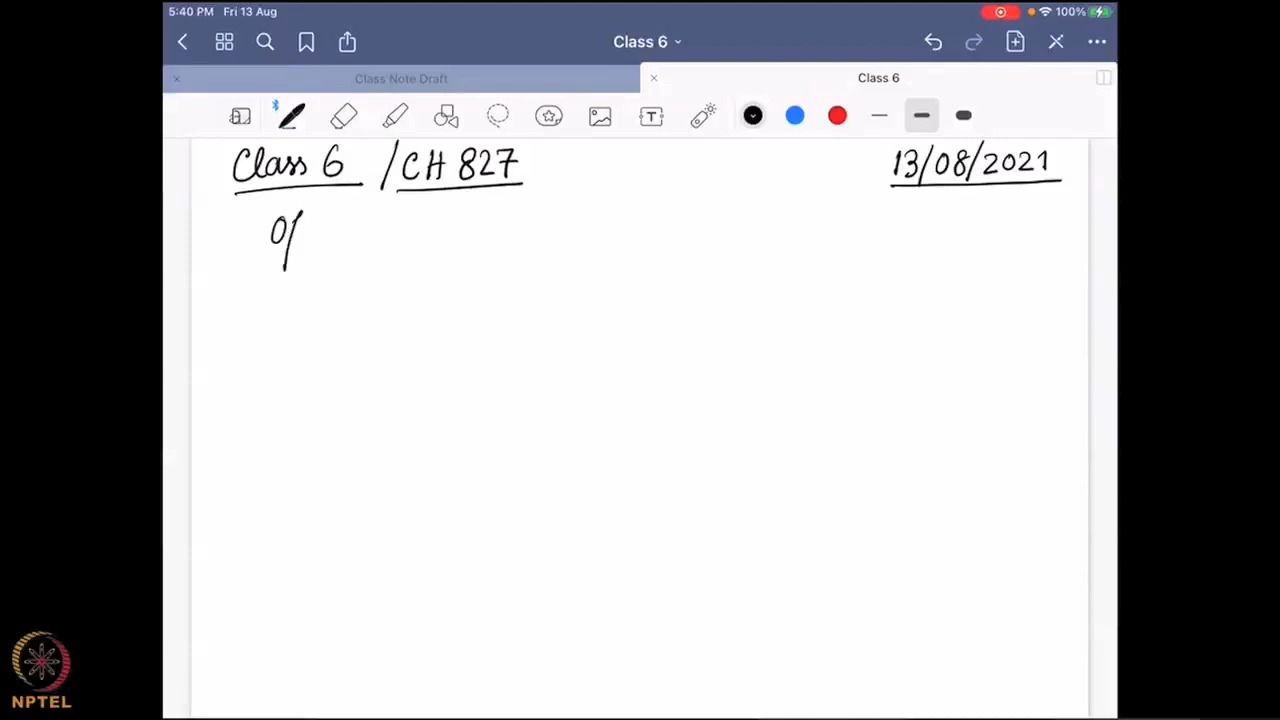 5:40 PM Fri 13 Aug 100%
Class 6
Class Note Draft Class 6
T
Class 6 / CH 827 13/08/2021
NPTEL